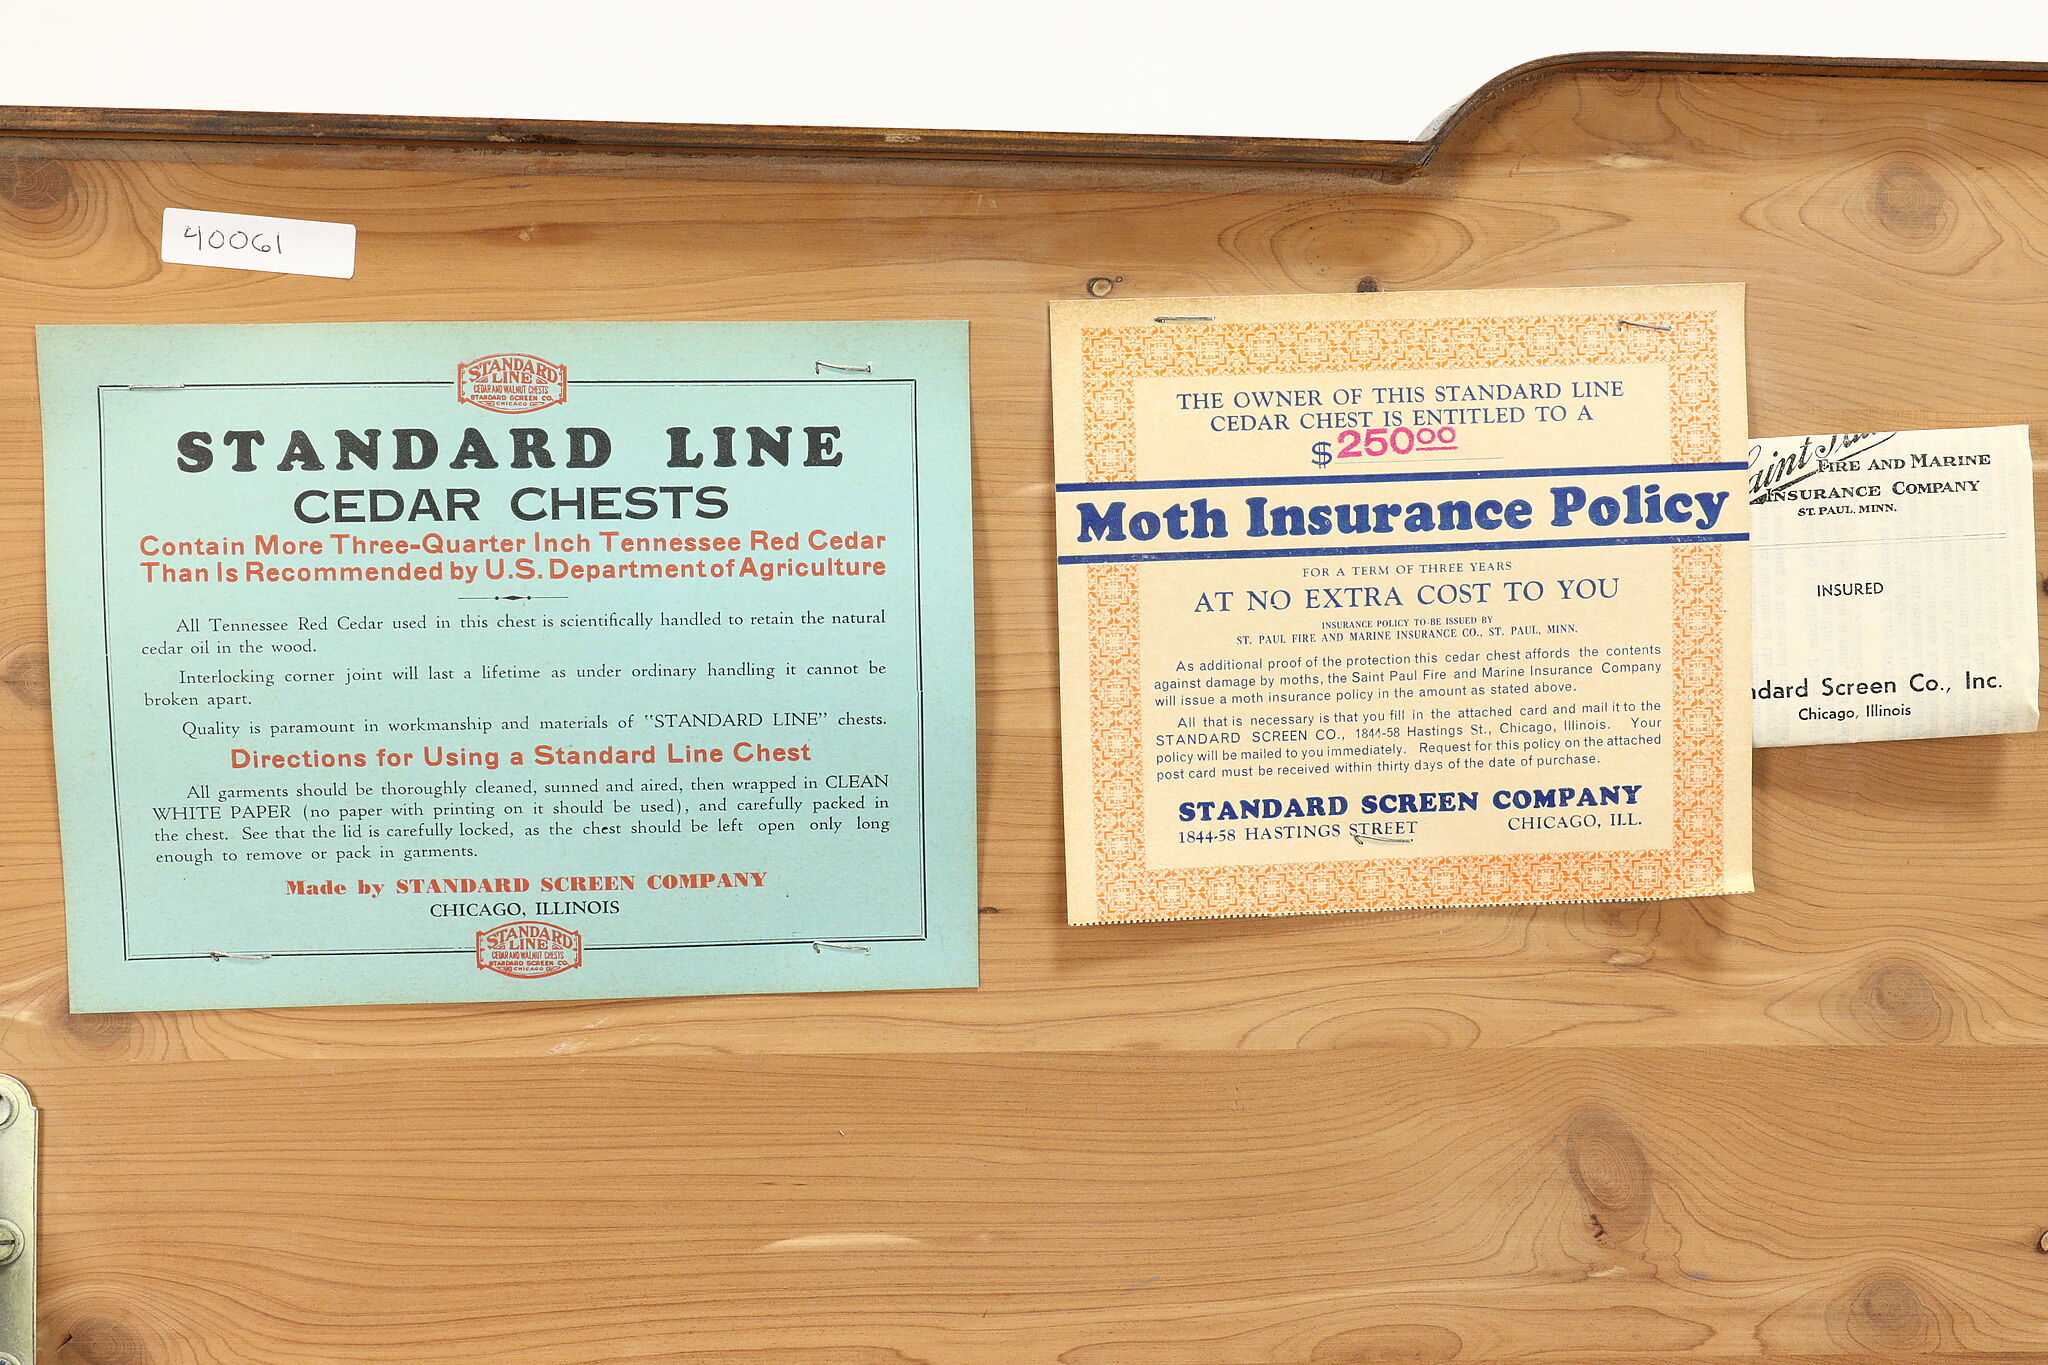 40061
STANDARD
LINE
CEDAR AND WALNUT CHESTS
STANDARD SCREEN CO.
CHICAGO
STANDARD LINE
CEDAR CHESTS
Contain More Three-Quarter Inch Tennessee Red Cedar
Than Is Recommended by U.S. Department of Agriculture
All Tennessee Red Cedar used in this chest is scientifically handled to retain the natural
cedar oil in the wood.
Interlocking corner joint will last a lifetime as under ordinary handling it cannot be
broken apart.
Quality is paramount in workmanship and materials of "STANDARD LINE" chests.
Directions for Using a Standard Line Chest
All garments should be thoroughly cleaned, sunned and aired, then wrapped in CLEAN
WHITE PAPER (no paper with printing on it should be used), and carefully packed in
the chest. See that the lid is carefully locked, as the chest should be left open only long
enough to remove or pack in garments.
Made by STANDARD SCREEN COMPANY
CHICAGO, ILLINOIS
STANDARD
LINE
CEDAR AND WALNUT CHESTS
STANDARD SCREEN CO.
CHICAGO
THE OWNER OF THIS STANDARD LINE
CEDAR CHEST IS ENTITLED TO A
$25000
Moth Insurance Policy
FOR A TERM OF THREE YEARS
AT NO EXTRA COST TO YOU
INSURANCE POLICY TO BE ISSUED BY
ST. PAUL FIRE AND MARINE INSURANCE CO., ST. PAUL, MINN.
As additional proof of the protection this cedar chest affords the contents
against damage by moths, the Saint Paul Fire and Marine Insurance Company
will issue a moth insurance policy in the amount as stated above.
All that is necessary is that you fill in the attached card and mail it to the
STANDARD SCREEN CO., 1844-58 Hastings St., Chicago, Illinois. Your
policy will be mailed to you immediately. Request for this policy on the attached
post card must be received within thirty days of the date of purchase.
STANDARD SCREEN COMPANY
1844-58 HASTINGS STREET CHICAGO, ILL.
aint
FIRE AND MARINE
INSURANCE COMPANY
ST. PAUL, MINN.
INSURED
ndard Screen Co., Inc.
Chicago, Illinois